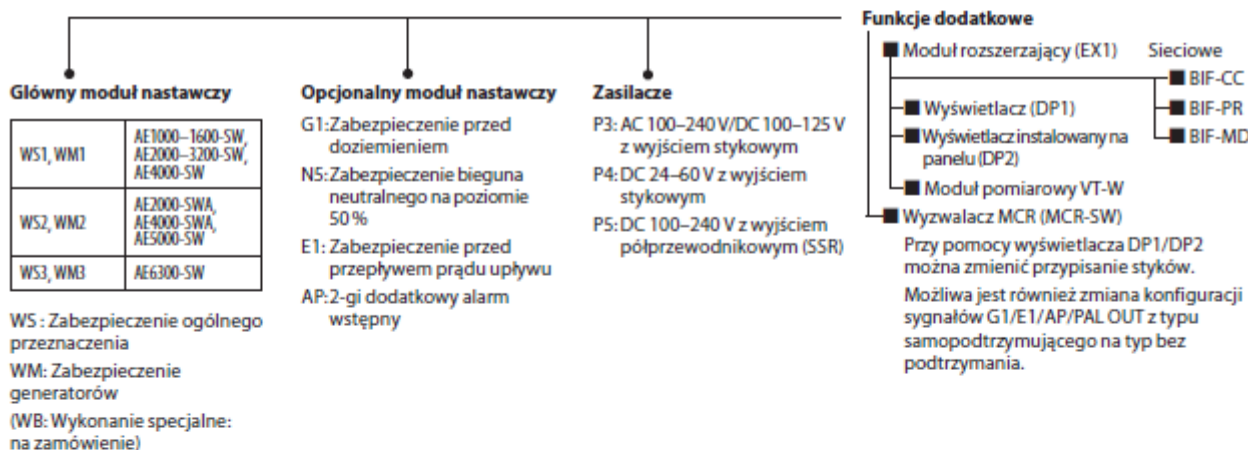 Główny moduł nastawczy
WS1, WM1
AE1000–1600-SW,
AE2000–3200-SW,
AE4000-SW
WS2, WM2
AE2000-SWA,
AE4000-SWA,
AE5000-SW
WS3, WM3
AE6300-SW
WS : Zabezpieczenie ogólnego
przeznaczenia
WM: Zabezpieczenie
generatorów
(WB: Wykonanie specjalne:
na zamówienie)
Opcjonalny moduł nastawczy
G1:Zabezpieczenie przed
doziemieniem
N5:Zabezpieczenie bieguna
neutralnego na poziomie
50 %
E1: Zabezpieczenie przed
przepływem prądu upływu
AP:2-gi dodatkowy alarm
wstępny
Zasilacze
P3: AC 100–240 V/DC 100–125 V
z wyjściem stykowym
P4: DC 24–60 V z wyjściem
stykowym
P5: DC 100–240 V z wyjściem
półprzewodnikowym (SSR)
Funkcje dodatkowe
Moduł rozszerzający (EX1)
Sieciowe
BIF-CC
BIF-PR
BIF-MD
Wyświetlacz (DP1)
Wyświetlacz instalowany na
panelu (DP2)
Moduł pomiarowy VT-W
Wyzwalacz MCR (MCR-SW)
Przy pomocy wyświetlacza DP1/DP2
można zmienić przypisanie styków.
Możliwa jest również zmiana konfiguracji
sygnałów G1/E1/AP/PAL OUT z typu
samopodtrzymującego na typ bez
podtrzymania.